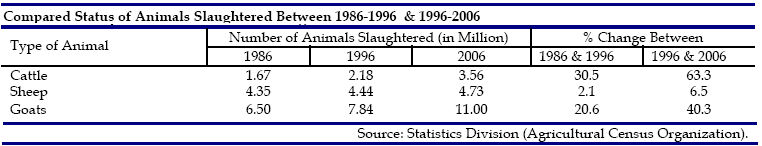 Compared Status of Animals Slaughtered Between 1986-1996 & 1996-2006
Type of Animal Number of Animals Slaughtered (in Million) % Change Between
1986 1996 2006 1986 & 1996 1996 & 2006
Cattle 1.67 2.18 3.56 30.5 63.3
Sheep 4.35 4.44 4.73 2.1 6.5
Goats 6.50 7.84 11.00 20.6 40.3
Source: Statistics Division (Agricultural Census Organization).